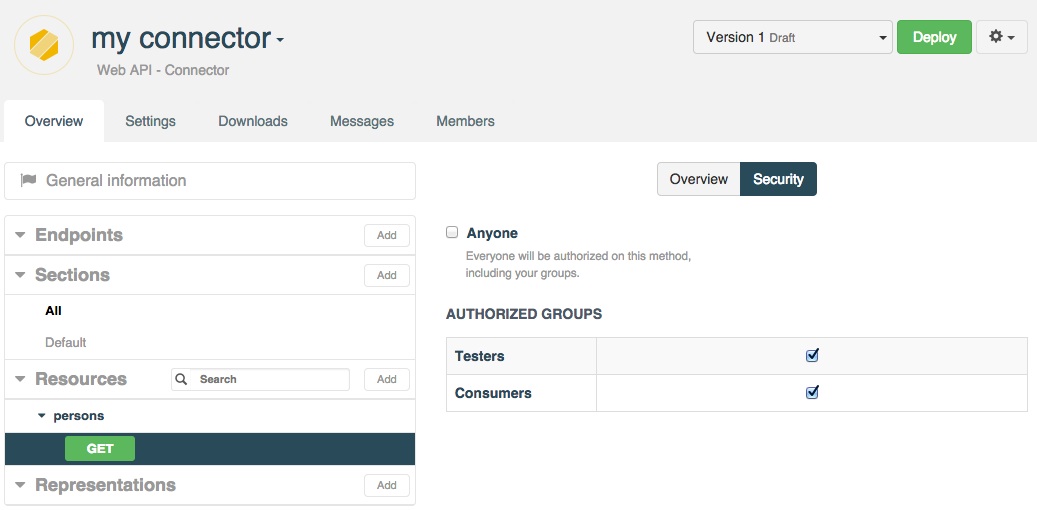 my connector
Web API - Connector
Version 1 Draft
Deploy
Overview
Settings
Downloads
Messages
Members
General information
Endpoints
Add
Sections
Add
All
Default
Resources
Search
Add
persons
GET
Representations
Add
Overview
Security
Anyone
Everyone will be authorized on this method,
including your groups.
AUTHORIZED GROUPS
Testers
Consumers